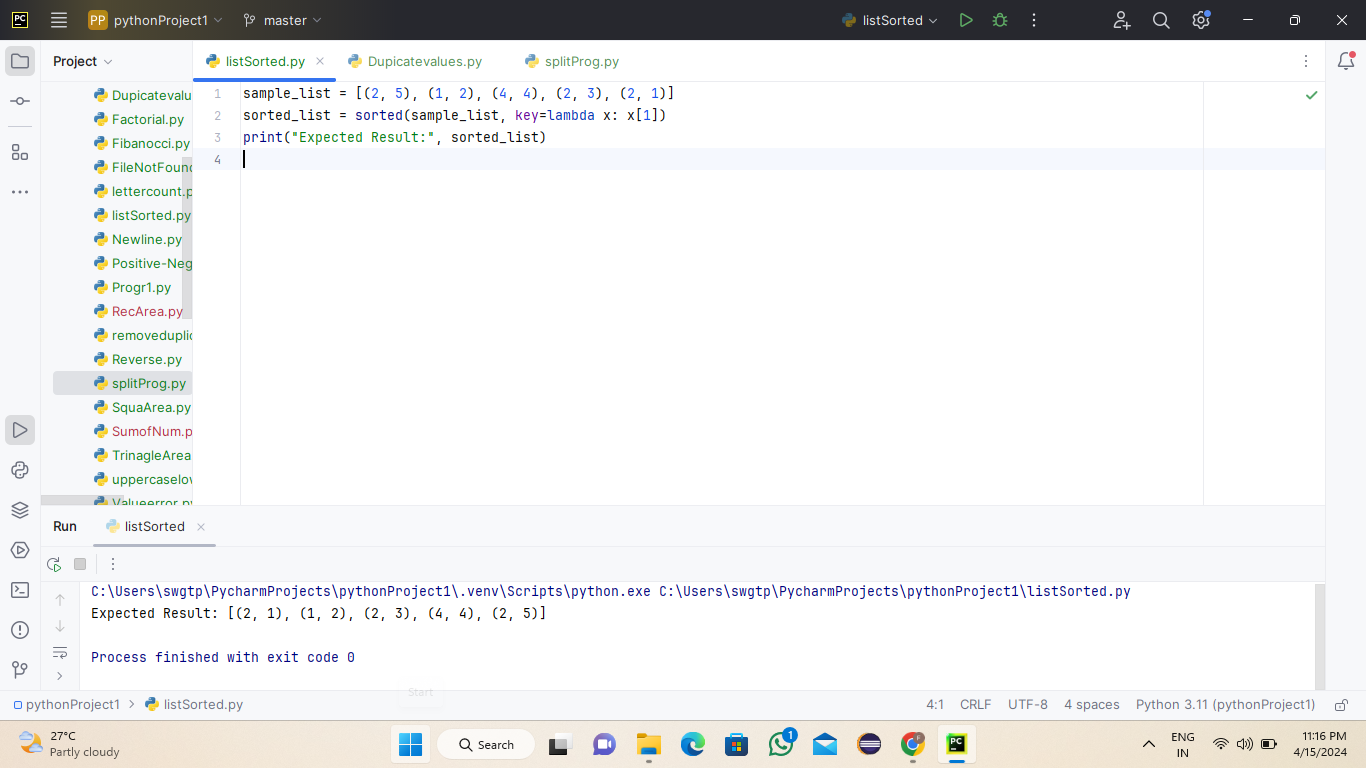 PC PP pythonProject1 master listSorted
Project listSorted.py Dupicatevalues.py splitProg.py
Dupicatevalu
Factorial.py
Fibanocci.py
FileNotFoun
lettercount.p
listSorted.py
Newline.py
Positive-Neg
Progr1.py
RecArea.py
removeduplic
Reverse.py
splitProg.py
SquaArea.py
SumofNum.p
TrinagleArea
uppercaselov
Valueerror.py
1 sample_list = [(2, 5), (1, 2), (4, 4), (2, 3), (2, 1)]
2 sorted_list = sorted(sample_list, key=lambda x: x[1])
3 print("Expected Result:", sorted_list)
4
Run listSorted
C:\Users\swgtp\PycharmProjects\pythonProject1\.venv\Scripts\python.exe C:\Users\swgtp\PycharmProjects\pythonProject1\listSorted.py
Expected Result: [(2, 1), (1, 2), (2, 3), (4, 4), (2, 5)]
Process finished with exit code 0
Start
pythonProject1 > listSorted.py 4:1 CRLF UTF-8 4 spaces Python 3.11 (pythonProject1)
27°C
Partly cloudy
Search
1
PC
ENG
IN
11:16 PM
4/15/2024